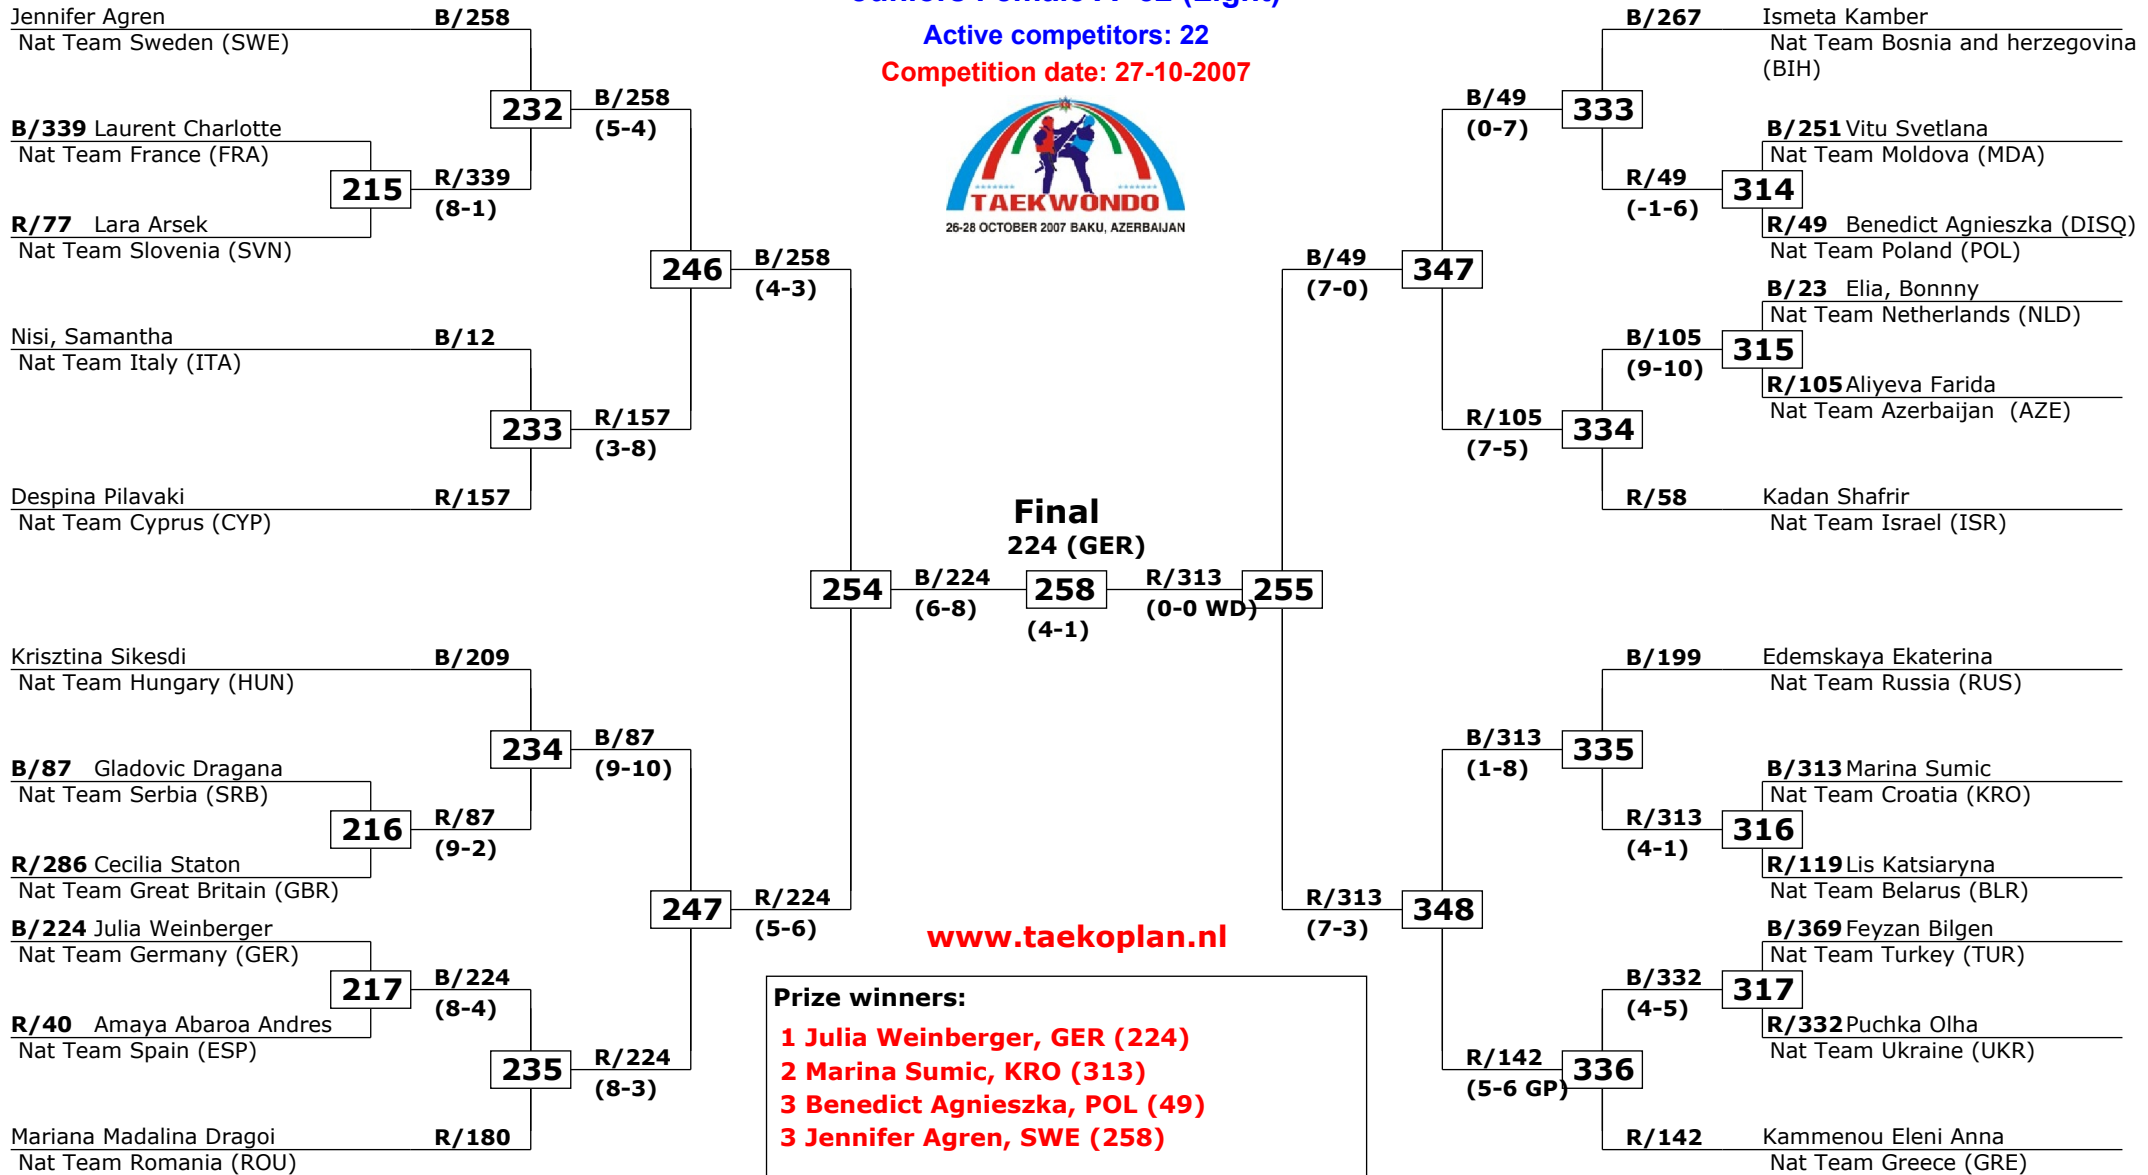 Active competitors: 22
Competition date: 27-10-2007
TAEKWONDO
26-28 OCTOBER 2007 BAKU, AZERBAIJAN
Jennifer Agren B/258
Nat Team Sweden (SWE)
232
B/258
(5-4)
B/339 Laurent Charlotte
Nat Team France (FRA)
215
R/339
(8-1)
R/77 Lara Arsek
Nat Team Slovenia (SVN)
246
B/258
(4-3)
Nisi, Samantha B/12
Nat Team Italy (ITA)
233
R/157
(3-8)
Despina Pilavaki R/157
Nat Team Cyprus (CYP)
254
B/224
(6-8)
Krisztina Sikesdi B/209
Nat Team Hungary (HUN)
234
B/87
(9-10)
B/87 Gladovic Dragana
Nat Team Serbia (SRB)
216
R/87
(9-2)
R/286 Cecilia Staton
Nat Team Great Britain (GBR)
247
R/224
(5-6)
B/224 Julia Weinberger
Nat Team Germany (GER)
217
B/224
(8-4)
R/40 Amaya Abaroa Andres
Nat Team Spain (ESP)
235
R/224
(8-3)
Mariana Madalina Dragoi R/180
Nat Team Romania (ROU)
Final
224 (GER)
258
(4-1)
R/313
(0-0 WD)
255
B/267 Ismeta Kamber
Nat Team Bosnia and herzegovina
(BIH)
B/49
(0-7)
333
B/251 Vitu Svetlana
Nat Team Moldova (MDA)
R/49
(-1-6)
314
R/49 Benedict Agnieszka (DISQ)
Nat Team Poland (POL)
B/49
(7-0)
347
B/23 Elia, Bonnny
Nat Team Netherlands (NLD)
B/105
(9-10)
315
R/105 Aliyeva Farida
Nat Team Azerbaijan (AZE)
R/105
(7-5)
334
R/58 Kadan Shafrir
Nat Team Israel (ISR)
B/199 Edemskaya Ekaterina
Nat Team Russia (RUS)
B/313
(1-8)
335
B/313 Marina Sumic
Nat Team Croatia (KRO)
R/313
(4-1)
316
R/119 Lis Katsiaryna
Nat Team Belarus (BLR)
R/313
(7-3)
348
B/369 Feyzan Bilgen
Nat Team Turkey (TUR)
B/332
(4-5)
317
R/332 Puchka Olha
Nat Team Ukraine (UKR)
R/142
(5-6 GP)
336
R/142 Kammenou Eleni Anna
Nat Team Greece (GRE)
www.taekoplan.nl
Prize winners:
1 Julia Weinberger, GER (224)
2 Marina Sumic, KRO (313)
3 Benedict Agnieszka, POL (49)
3 Jennifer Agren, SWE (258)